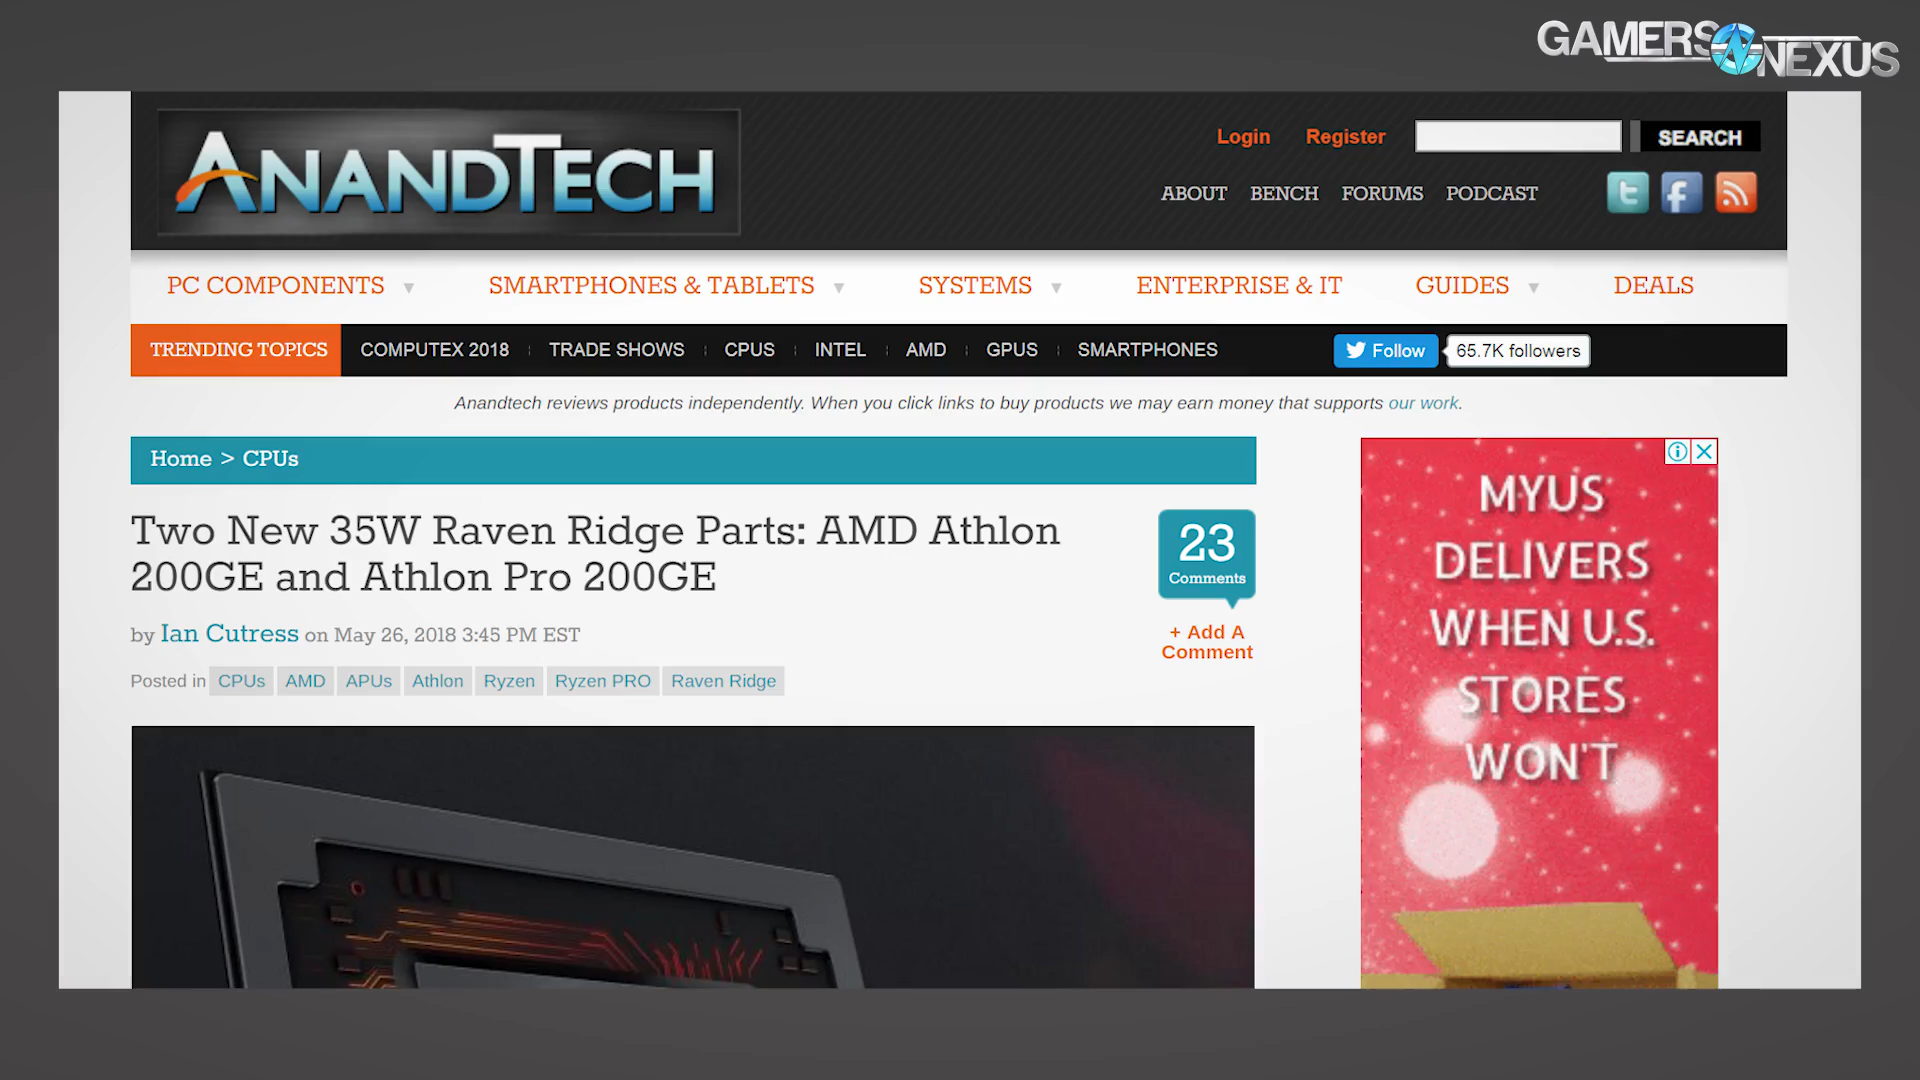 GAMERS NEXUS
ANANDTECH
Login Register SEARCH
ABOUT BENCH FORUMS PODCAST
PC COMPONENTS SMARTPHONES & TABLETS SYSTEMS ENTERPRISE & IT GUIDES DEALS
TRENDING TOPICS COMPUTEX 2018 TRADE SHOWS CPUS INTEL AMD GPUS SMARTPHONES Follow 65.7K followers
Anandtech reviews products independently. When you click links to buy products we may earn money that supports our work.
Home > CPUs
Two New 35W Raven Ridge Parts: AMD Athlon
200GE and Athlon Pro 200GE
by Ian Cutress on May 26, 2018 3:45 PM EST
Posted in CPUs AMD APUs Athlon Ryzen Ryzen PRO Raven Ridge
23
Comments
+ Add A
Comment
MYUS
DELIVERS
WHEN U.S.
STORES
WON'T